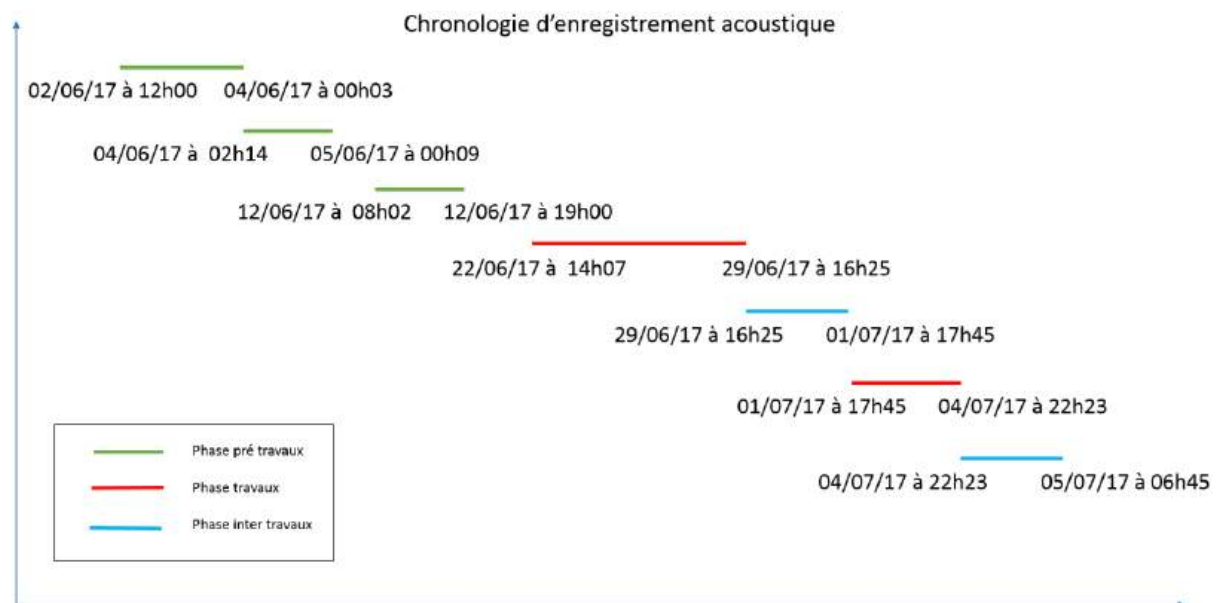 Chronologie d'enregistrement acoustique
02/06/17 à 12h00 04/06/17 à 00h03
04/06/17 à 02h14 05/06/17 à 00h09
12/06/17 à 08h02 12/06/17 à 19h00
22/06/17 à 14h07 29/06/17 à 16h25
29/06/17 à 16h25 01/07/17 à 17h45
01/07/17 à 17h45 04/07/17 à 22h23
04/07/17 à 22h23 05/07/17 à 06h45
Phase pré travaux
Phase travaux
Phase inter travaux